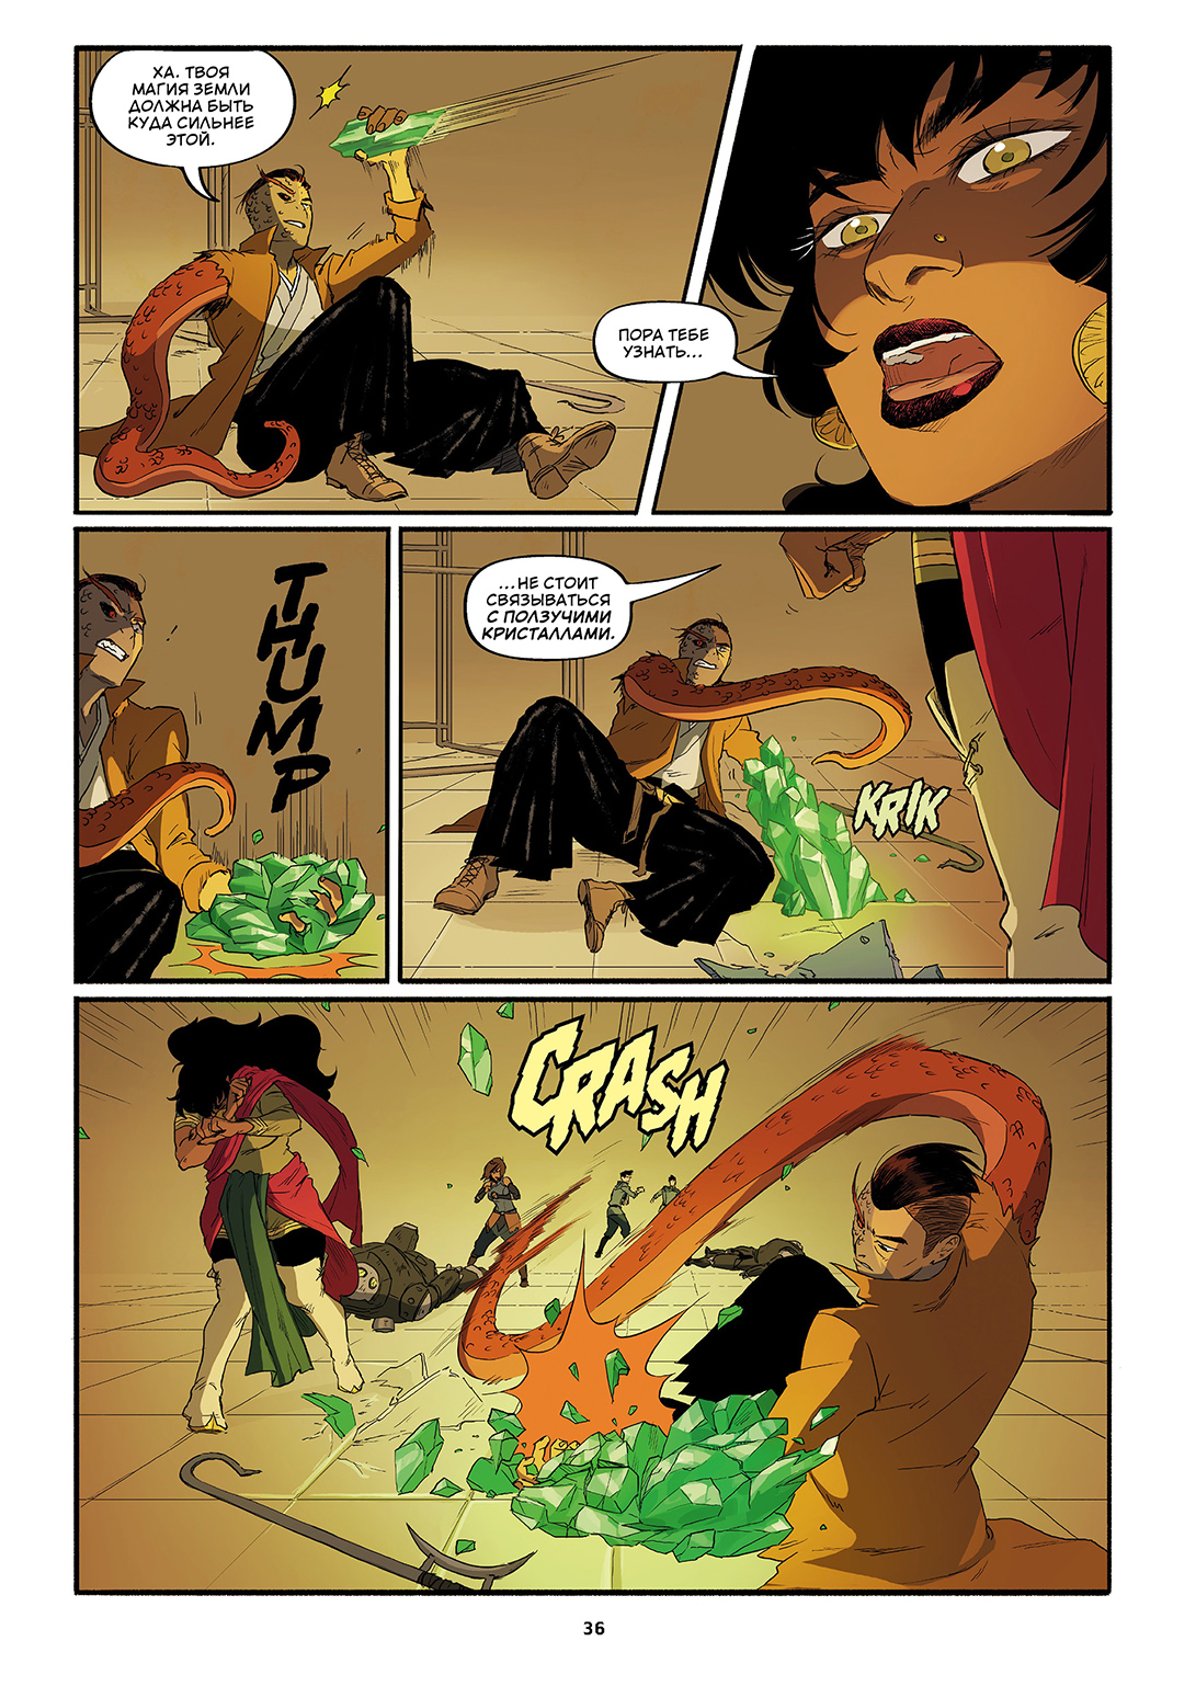 ХА. ТВОЯ
МАГИЯ ЗЕМЛИ
ДОЛЖНА БЫТЬ
КУДА СИЛЬНЕЕ
ЭТОЙ.
ПОРА ТЕБЕ
УЗНАТЬ...
THUMP
...НЕ СТОИТ
СВЯЗЫВАТЬСЯ
С ПОЛЗУЧИМИ
КРИСТАЛЛАМИ.
KRIK
CRASH
36